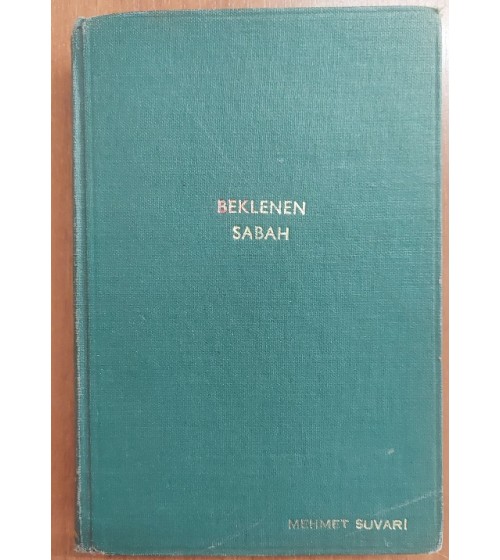 BEKLENEN
SABAH
MEHMET SUVARİ